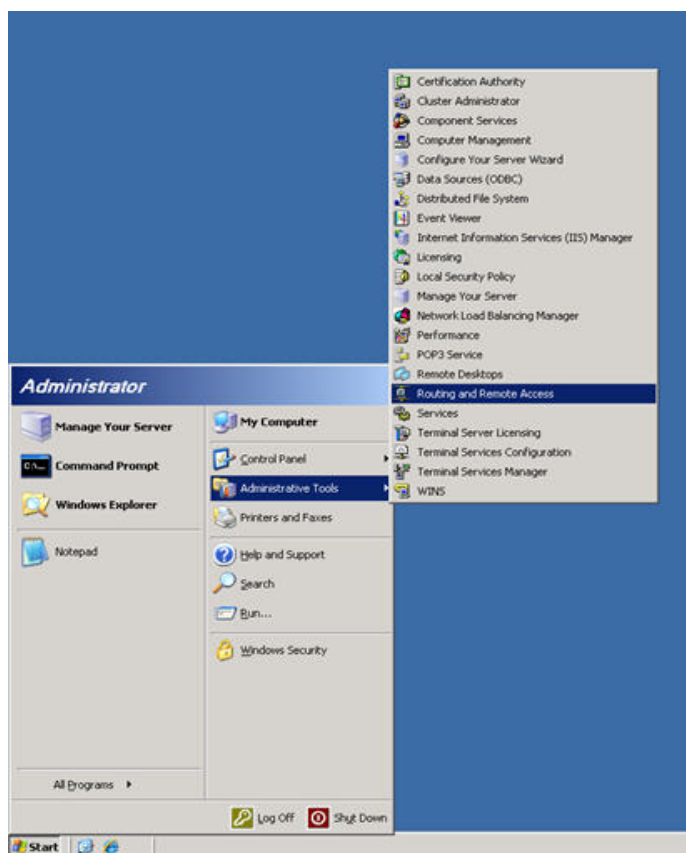 Certification Authority
Cluster Administrator
Component Services
Computer Management
Configure Your Server Wizard
Data Sources (ODBC)
Distributed File System
Event Viewer
Internet Information Services (IIS) Manager
Licensing
Local Security Policy
Manage Your Server
Network Load Balancing Manager
Performance
POP3 Service
Remote Desktops
Routing and Remote Access
Services
Terminal Server Licensing
Terminal Services Configuration
Terminal Services Manager
WINS
Administrator
Manage Your Server
Command Prompt
Windows Explorer
Notepad
All Programs
My Computer
Control Panel
Administrative Tools
Printers and Faxes
Help and Support
Search
Run...
Windows Security
Log Off
Shut Down
Start